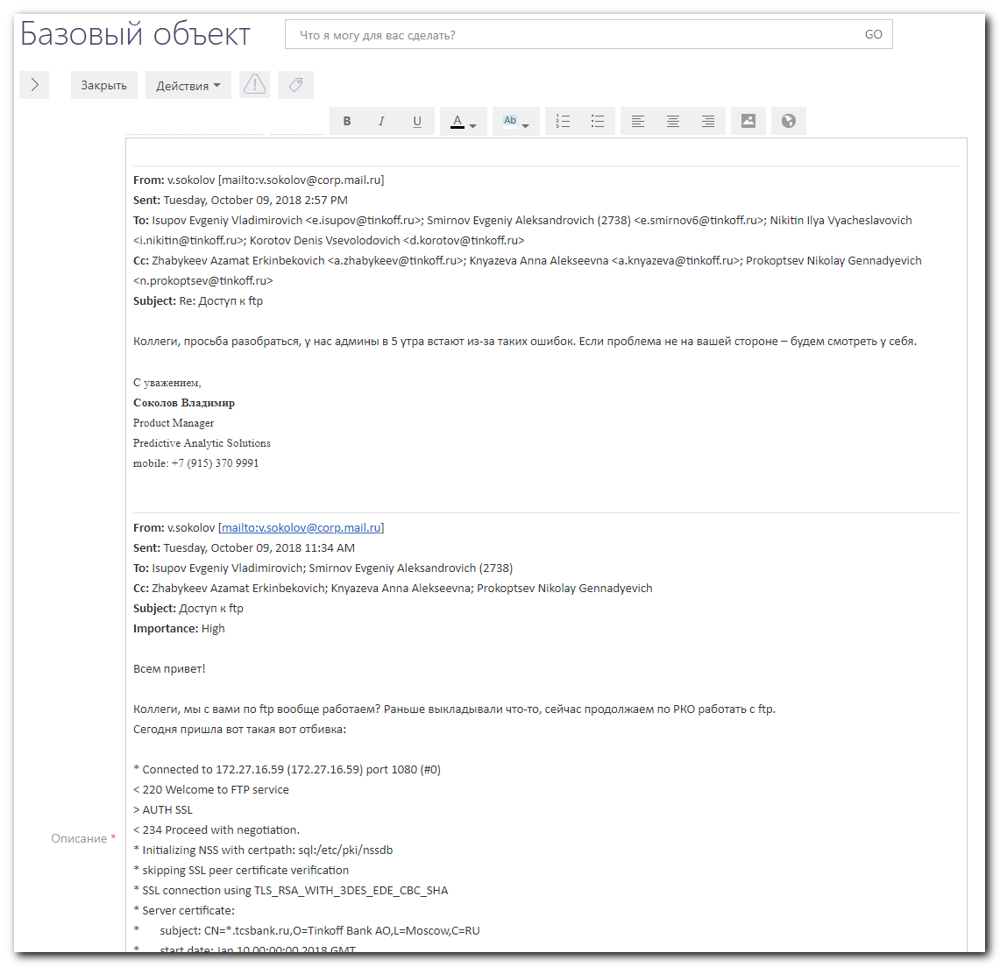 Базовый объект
Что я могу для вас сделать?
GO
Закрыть
Действия
B I U A Ab
From: v.sokolov [mailto:v.sokolov@corp.mail.ru]
Sent: Tuesday, October 09, 2018 2:57 PM
To: Isupov Evgeniy Vladimirovich <e.isupov@tinkoff.ru>; Smirnov Evgeniy Aleksandrovich (2738) <e.smirnov6@tinkoff.ru>; Nikitin Ilya Vyacheslavovich
<i.nikitin@tinkoff.ru>; Korotov Denis Vsevolodovich <d.korotov@tinkoff.ru>
Cc: Zhabykeev Azamat Erkinbekovich <a.zhabykeev@tinkoff.ru>; Knyazeva Anna Alekseevna <a.knyazeva@tinkoff.ru>; Prokoptsev Nikolay Gennadyevich
<n.prokoptsev@tinkoff.ru>
Subject: Re: Доступ к ftp
Коллеги, просьба разобраться, у нас админы в 5 утра встают из-за таких ошибок. Если проблема не на вашей стороне – будем смотреть у себя.
С уважением,
Соколов Владимир
Product Manager
Predictive Analytic Solutions
mobile: +7 (915) 370 9991
From: v.sokolov [mailto:v.sokolov@corp.mail.ru]
Sent: Tuesday, October 09, 2018 11:34 AM
To: Isupov Evgeniy Vladimirovich; Smirnov Evgeniy Aleksandrovich (2738)
Cc: Zhabykeev Azamat Erkinbekovich; Knyazeva Anna Alekseevna; Prokoptsev Nikolay Gennadyevich
Subject: Доступ к ftp
Importance: High
Всем привет!
Коллеги, мы с вами по ftp вообще работаем? Раньше выкладывали что-то, сейчас продолжаем по РКО работать с ftp.
Сегодня пришла вот такая вот отбивка:
* Connected to 172.27.16.59 (172.27.16.59) port 1080 (#0)
< 220 Welcome to FTP service
> AUTH SSL
< 234 Proceed with negotiation.
Описание *
* Initializing NSS with certpath: sql:/etc/pki/nssdb
* skipping SSL peer certificate verification
* SSL connection using TLS_RSA_WITH_3DES_EDE_CBC_SHA
* Server certificate:
* subject: CN=*.tcsbank.ru,O=Tinkoff Bank AO,L=Moscow,C=RU
* start date: Jan 10 00:00:00 2018 GMT